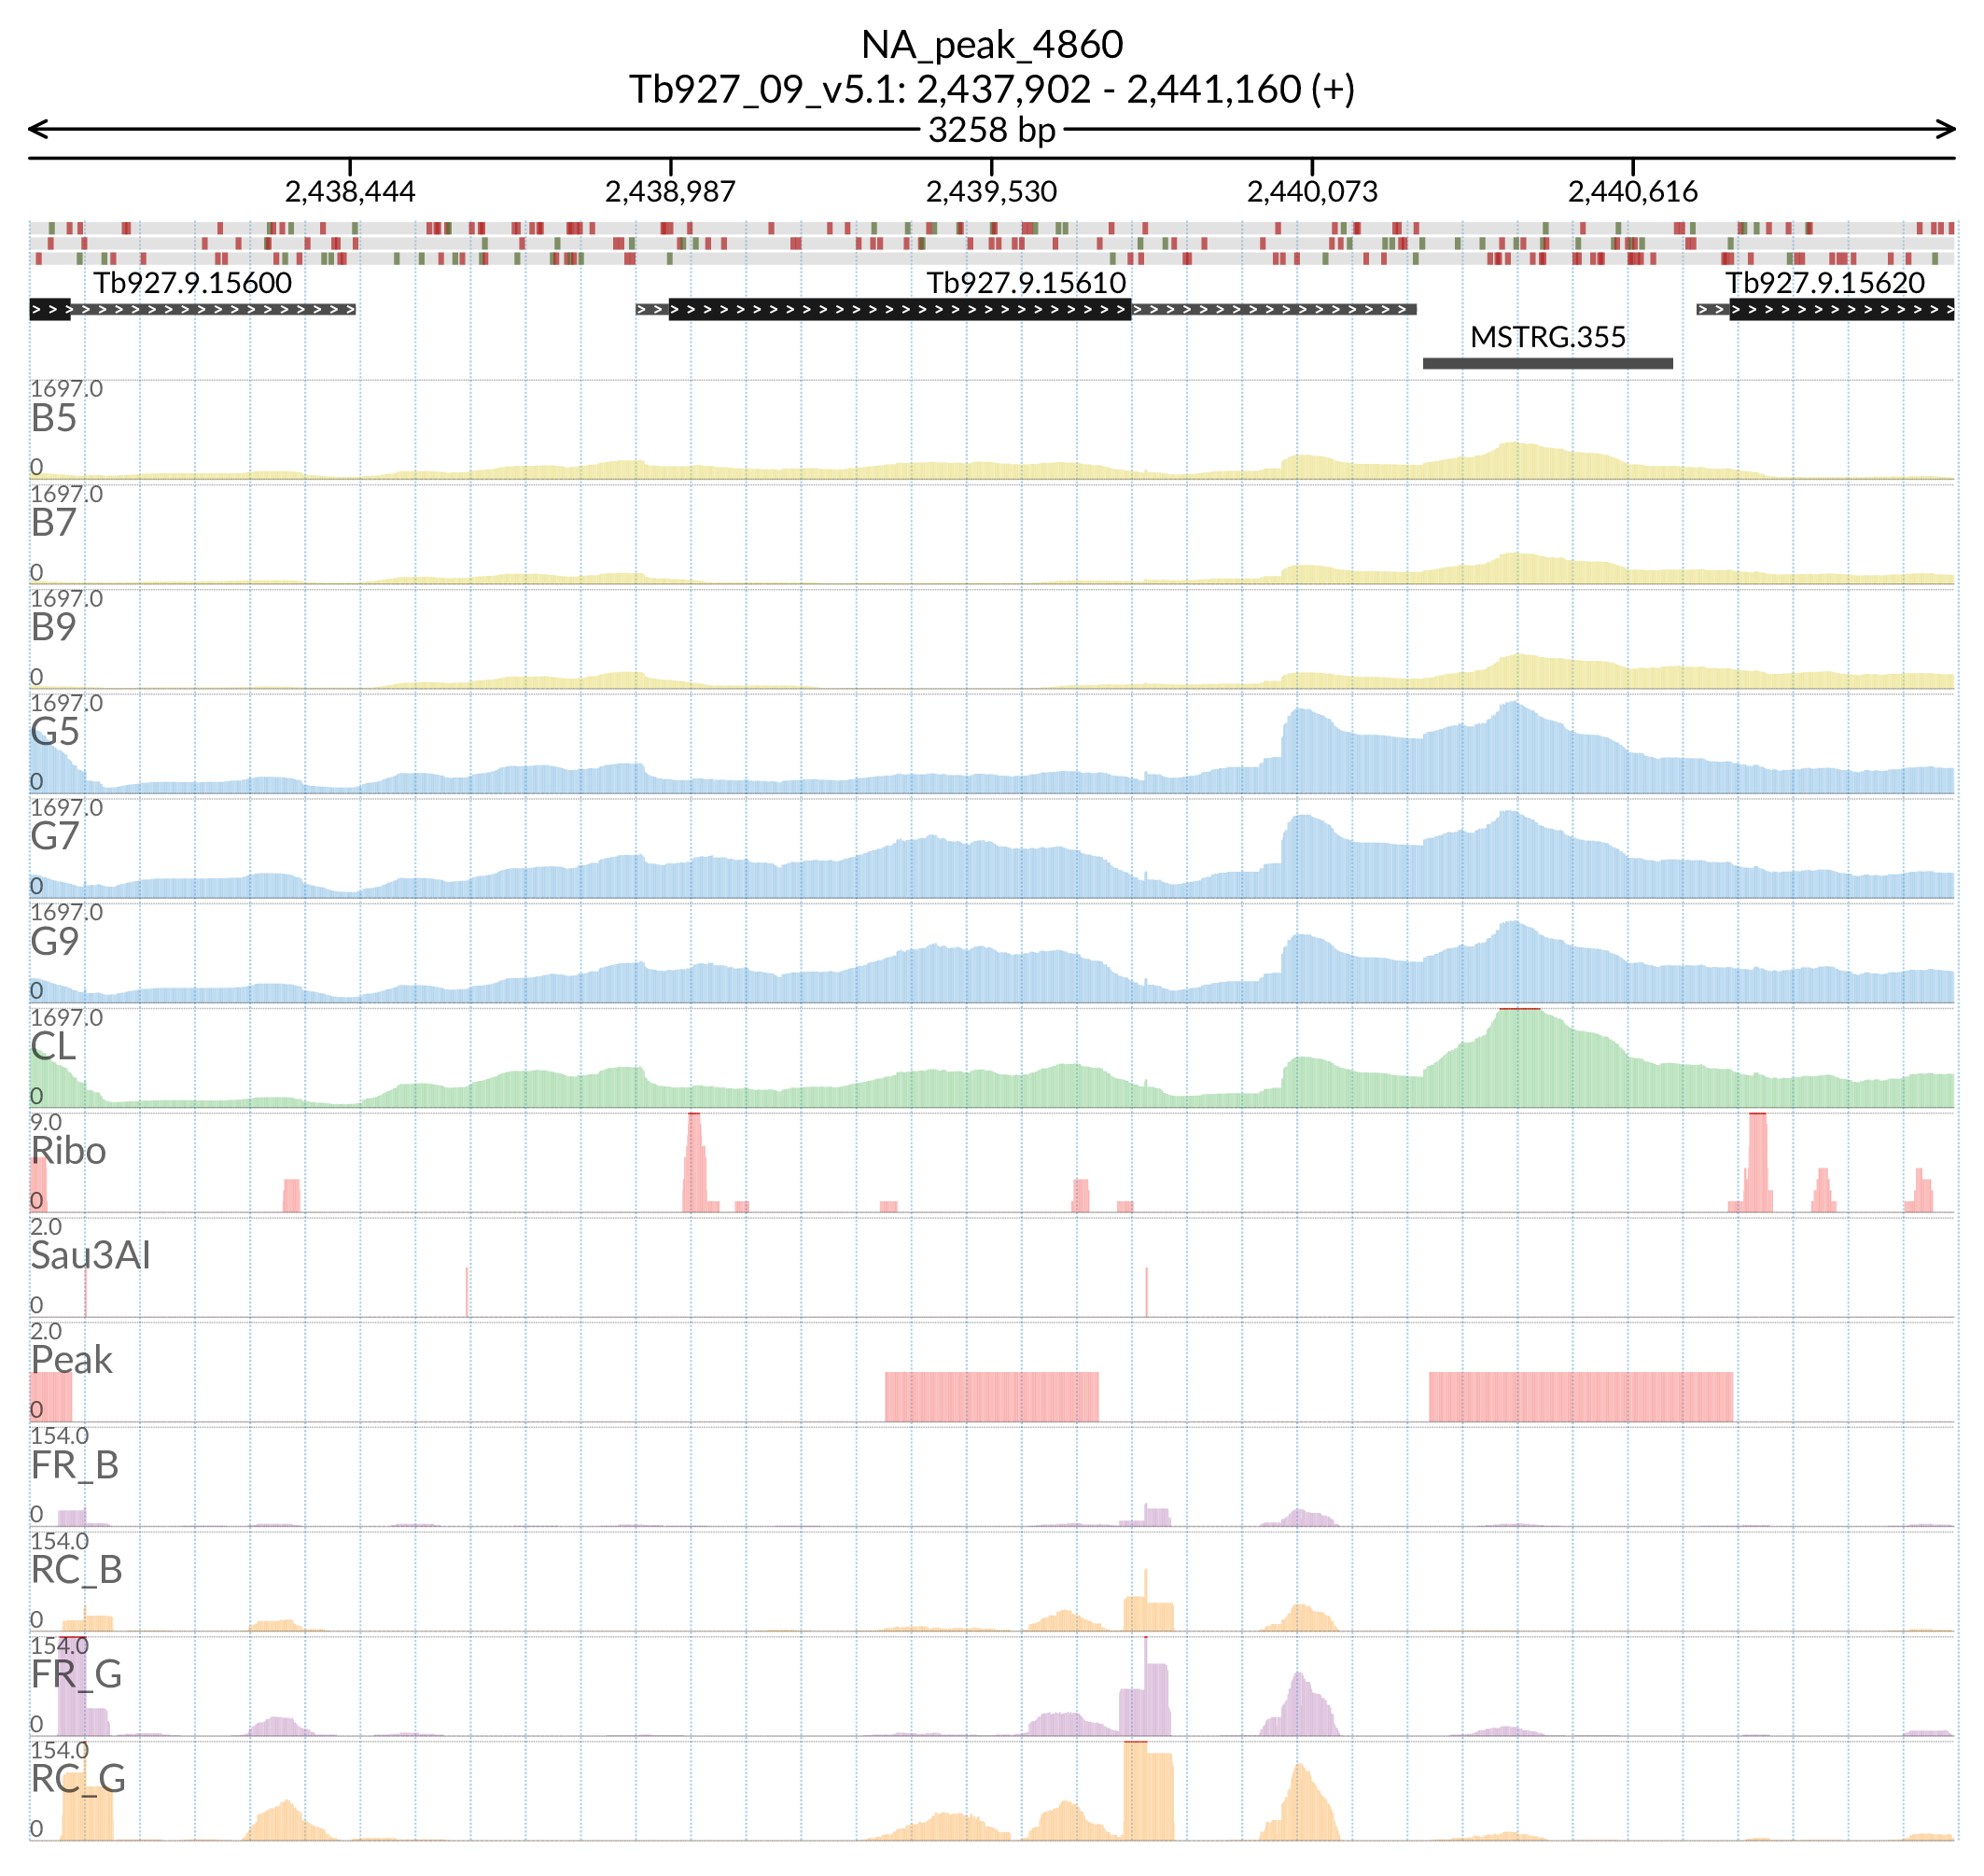 NA_peak_4860
Tb927_09_v5.1: 2,437,902 - 2,441,160 (+)
3258 bp
2,438,444 2,438,987 2,439,530 2,440,073 2,440,616
Tb927.9.15600 Tb927.9.15610 Tb927.9.15620
MSTRG.355
1697.0
B5
0
1697.0
B7
0
1697.0
B9
0
1697.0
G5
0
1697.0
G7
0
1697.0
G9
0
1697.0
CL
0
9.0
Ribo
0
2.0
Sau3AI
0
2.0
Peak
0
154.0
FR_B
0
154.0
RC_B
0
154.0
FR_G
0
154.0
RC_G
0